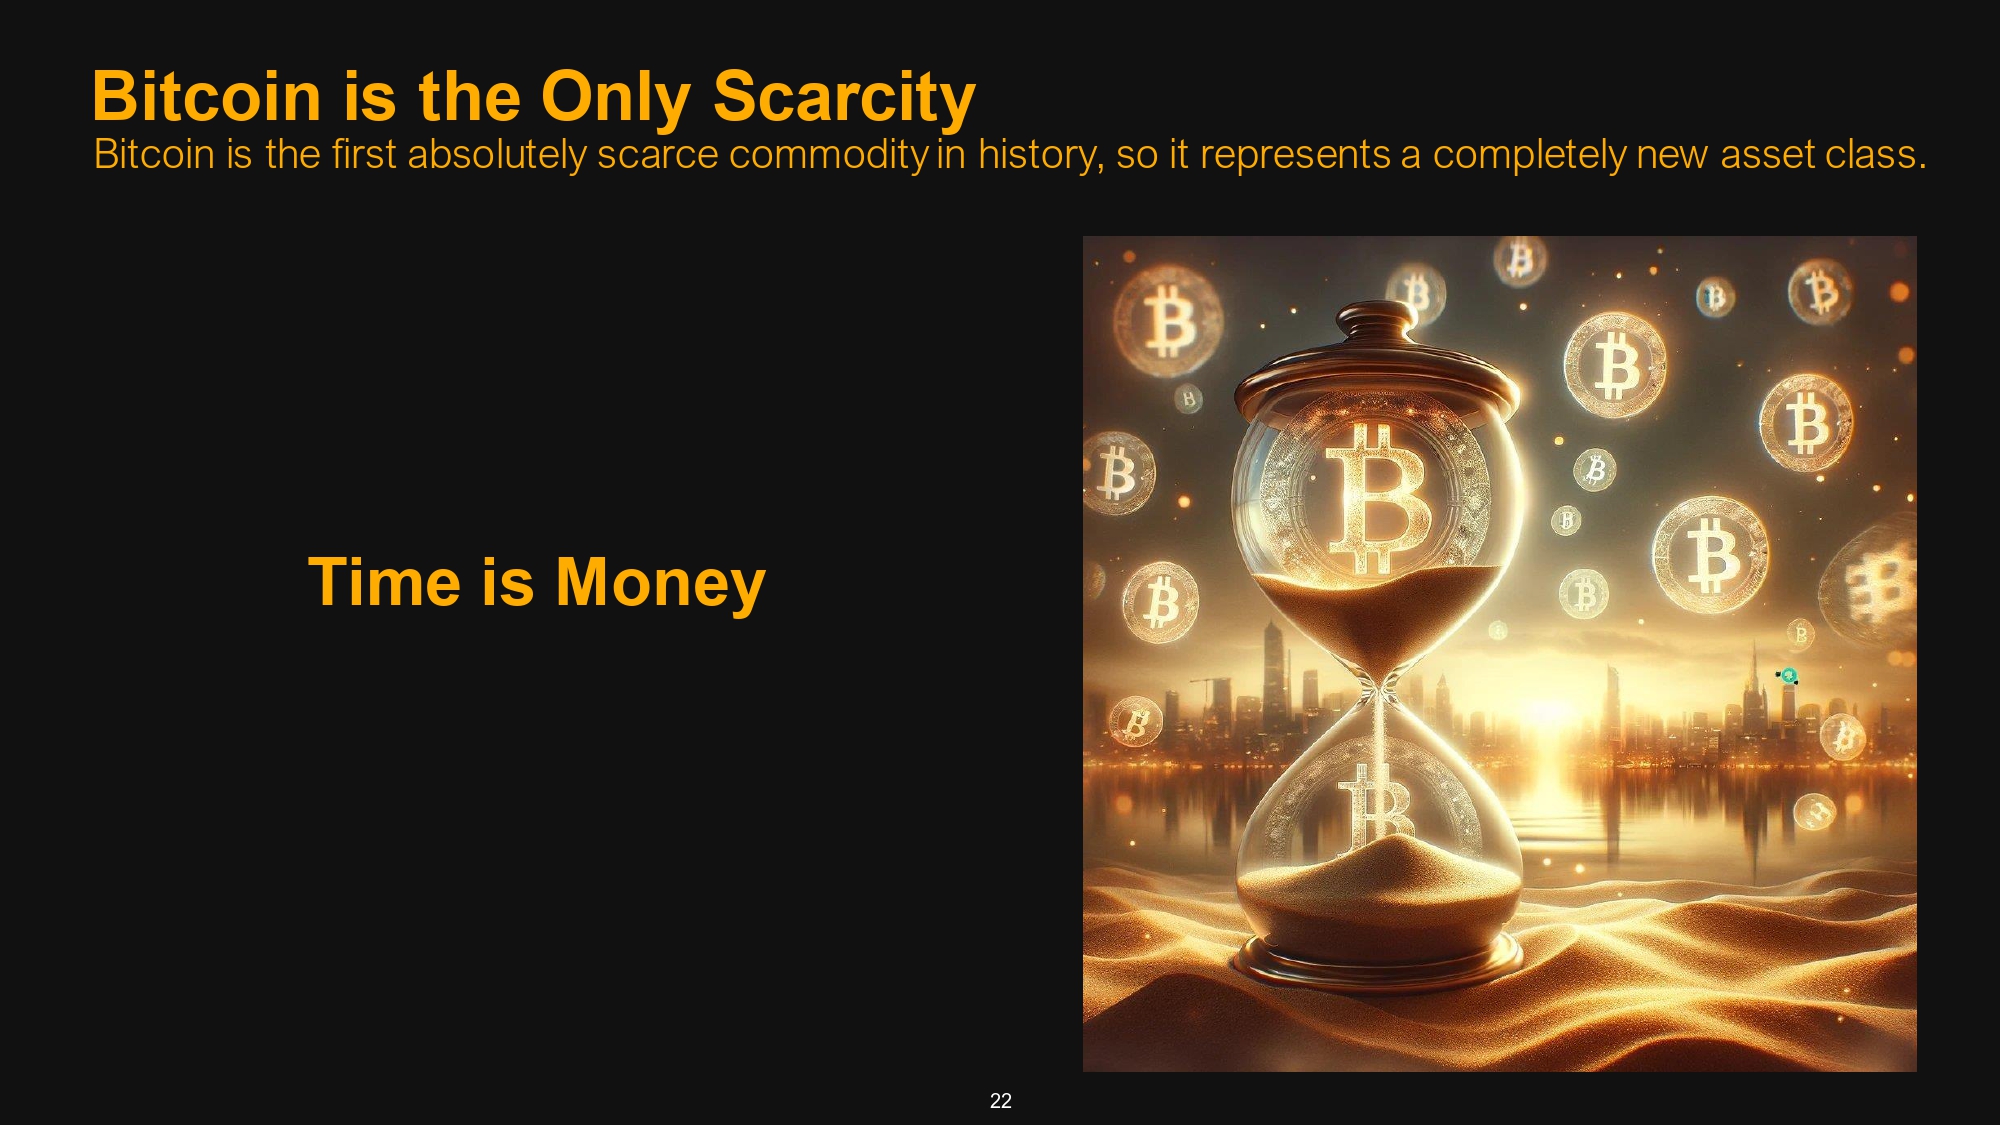 Bitcoin is the Only Scarcity
Bitcoin is the first absolutely scarce commodity in history, so it represents a completely new asset class.
Time is Money
22